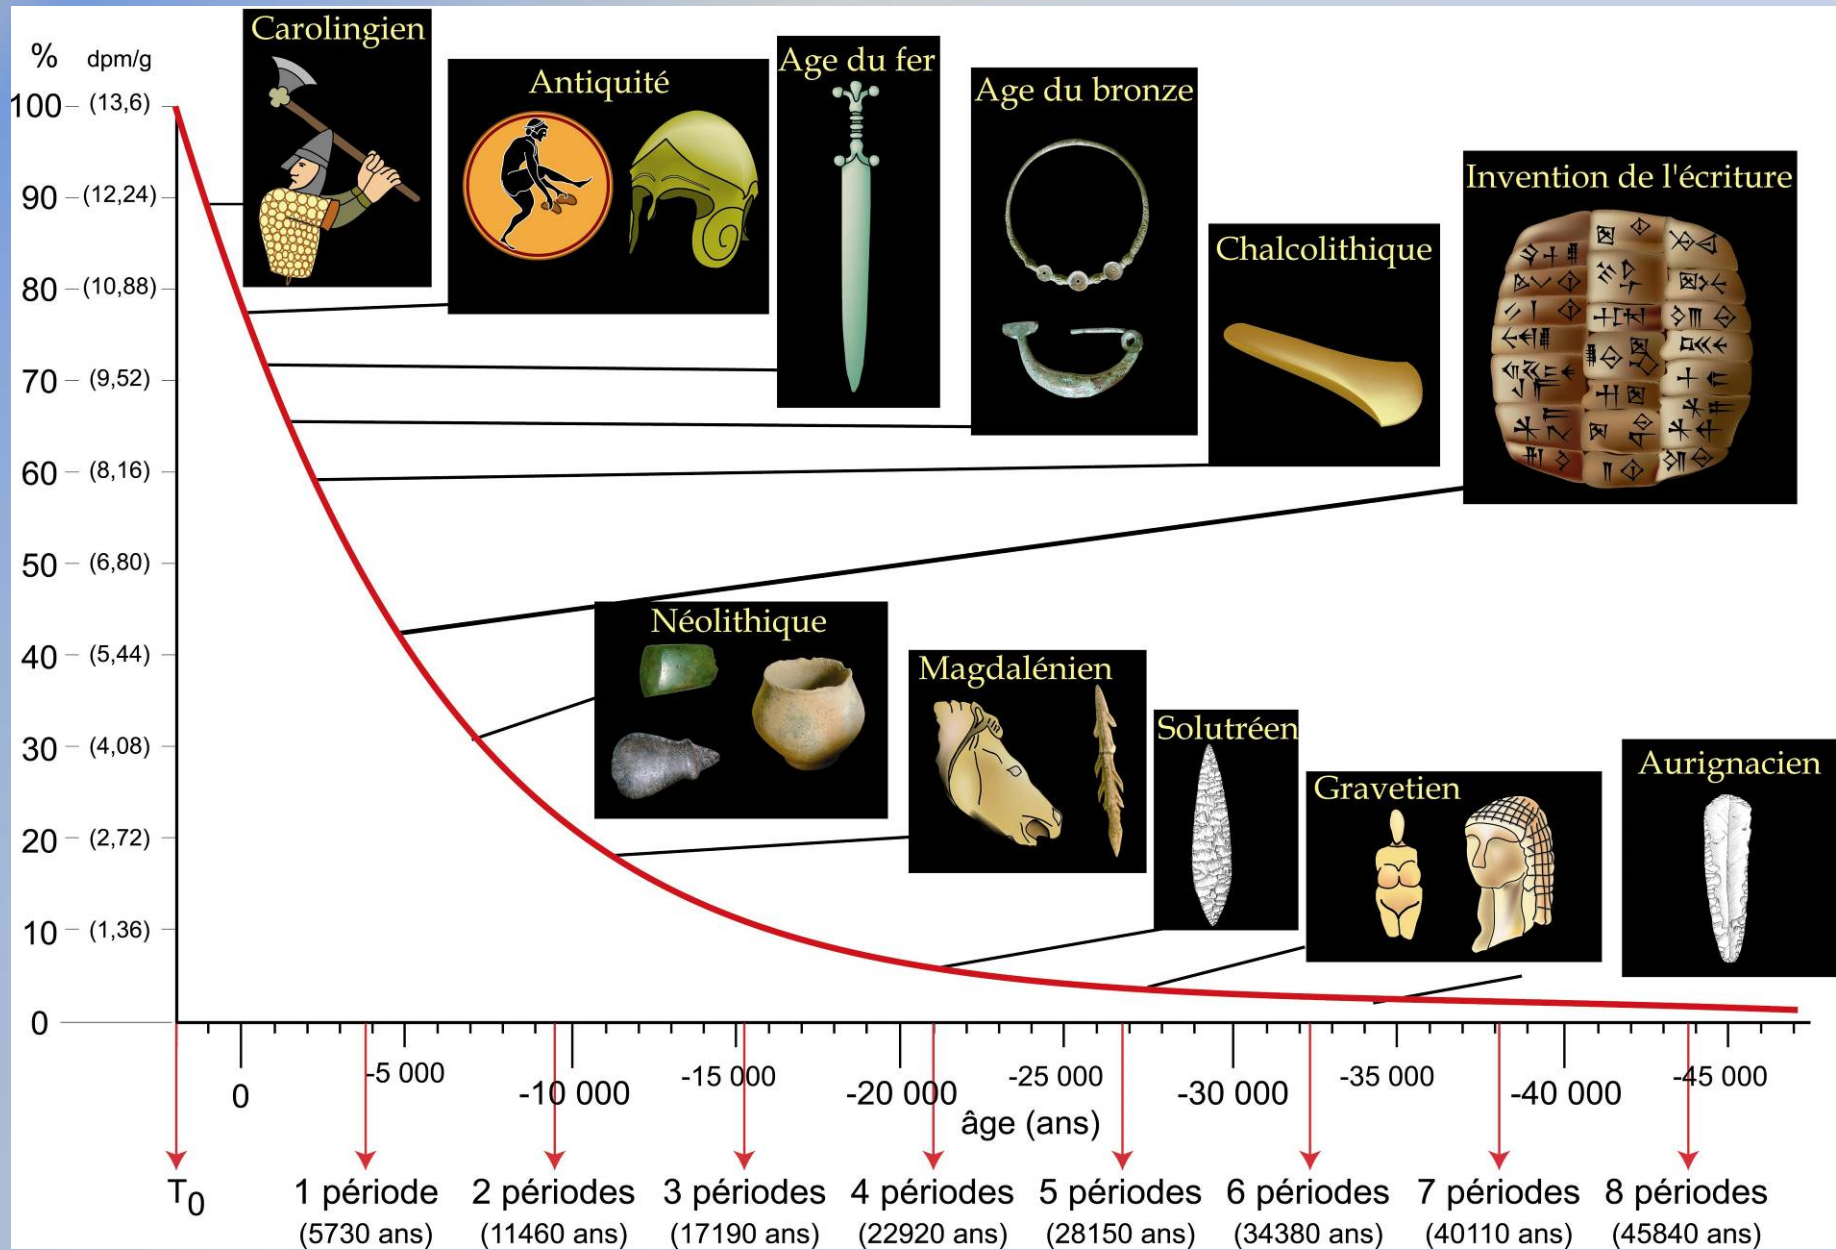 Carolingien
Antiquité
Age du fer
Age du bronze
Chalcolithique
Invention de l'écriture
% dpm/g
100 (13,6)
90 (12,24)
80 (10,88)
70 (9,52)
60 (8,16)
50 (6,80)
40 (5,44)
30 (4,08)
20 (2,72)
10 (1,36)
0
Néolithique
Magdalénien
Solutréen
Gravetien
Aurignacien
0 -5 000 -10 000 -15 000 -20 000 -25 000 -30 000 -35 000 -40 000 -45 000
âge (ans)
T0 1 période 2 périodes 3 périodes 4 périodes 5 périodes 6 périodes 7 périodes 8 périodes
(5730 ans) (11460 ans) (17190 ans) (22920 ans) (28150 ans) (34380 ans) (40110 ans) (45840 ans)